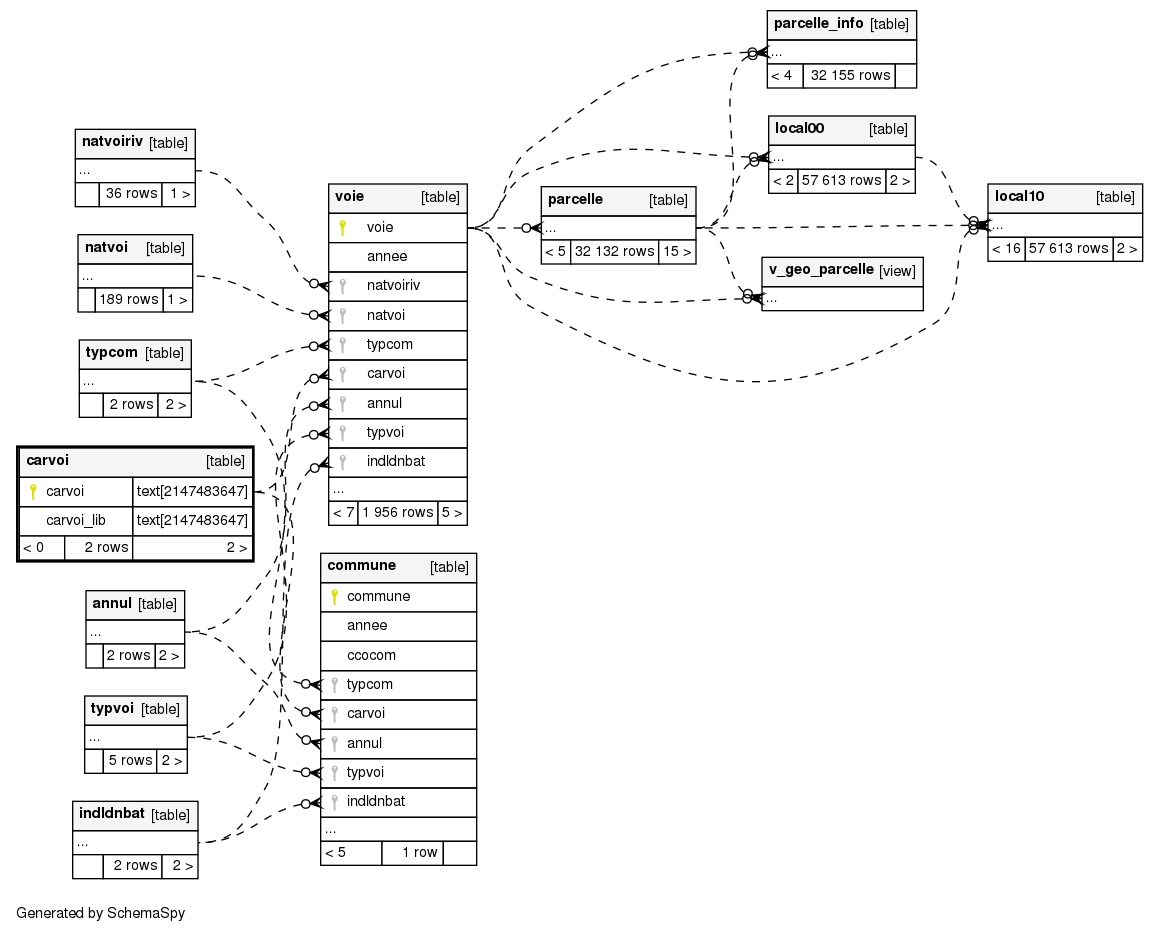 parcelle_info [table]
...
< 4 32 155 rows
natvoiriv [table]
...
36 rows 1 >
natvoi [table]
...
189 rows 1 >
typcom [table]
...
2 rows 2 >
carvoi [table]
carvoi text[2147483647]
carvoi_lib text[2147483647]
< 0 2 rows 2 >
annul [table]
...
2 rows 2 >
typvoi [table]
...
5 rows 2 >
indldnbat [table]
...
2 rows 2 >
voie [table]
voie
annee
natvoiriv
natvoi
typcom
carvoi
annul
typvoi
indldnbat
...
< 7 1 956 rows 5 >
commune [table]
commune
annee
ccocom
typcom
carvoi
annul
typvoi
indldnbat
...
< 5 1 row
parcelle [table]
...
< 5 32 132 rows 15 >
local00 [table]
...
< 2 57 613 rows 2 >
v_geo_parcelle [view]
...
local10 [table]
...
< 16 57 613 rows 2 >
Generated by SchemaSpy